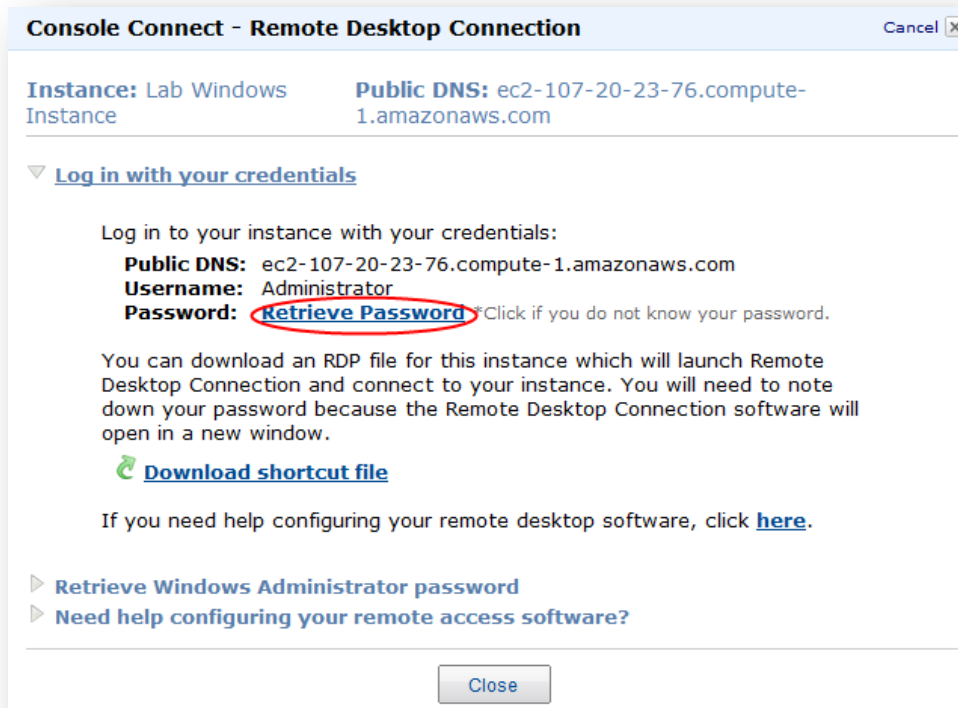 Console Connect - Remote Desktop Connection
Cancel
Instance: Lab Windows Instance
Public DNS: ec2-107-20-23-76.compute-1.amazonaws.com
Log in with your credentials
Log in to your instance with your credentials:
Public DNS: ec2-107-20-23-76.compute-1.amazonaws.com
Username: Administrator
Password: Retrieve Password *Click if you do not know your password.
You can download an RDP file for this instance which will launch Remote
Desktop Connection and connect to your instance. You will need to note
down your password because the Remote Desktop Connection software will
open in a new window.
Download shortcut file
If you need help configuring your remote desktop software, click here.
Retrieve Windows Administrator password
Need help configuring your remote access software?
Close